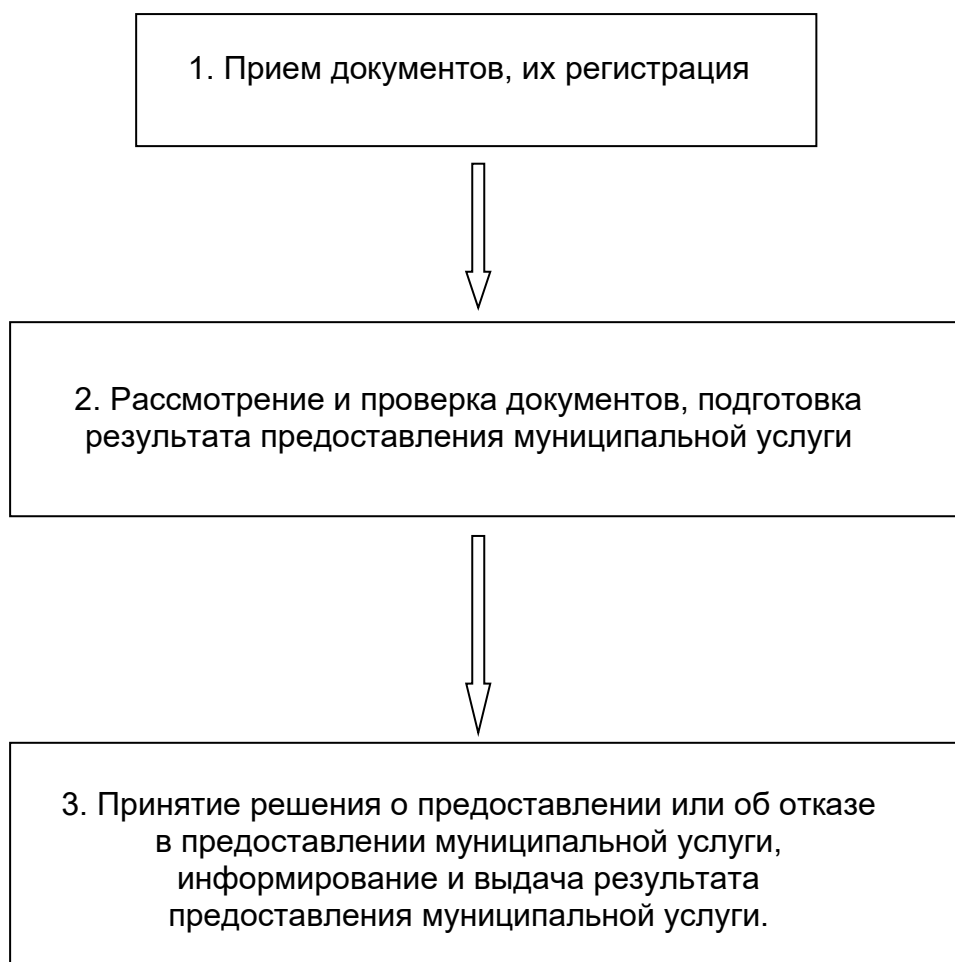 1. Прием документов, их регистрация
2. Рассмотрение и проверка документов, подготовка
результата предоставления муниципальной услуги
3. Принятие решения о предоставлении или об отказе
в предоставлении муниципальной услуги,
информирование и выдача результата
предоставления муниципальной услуги.